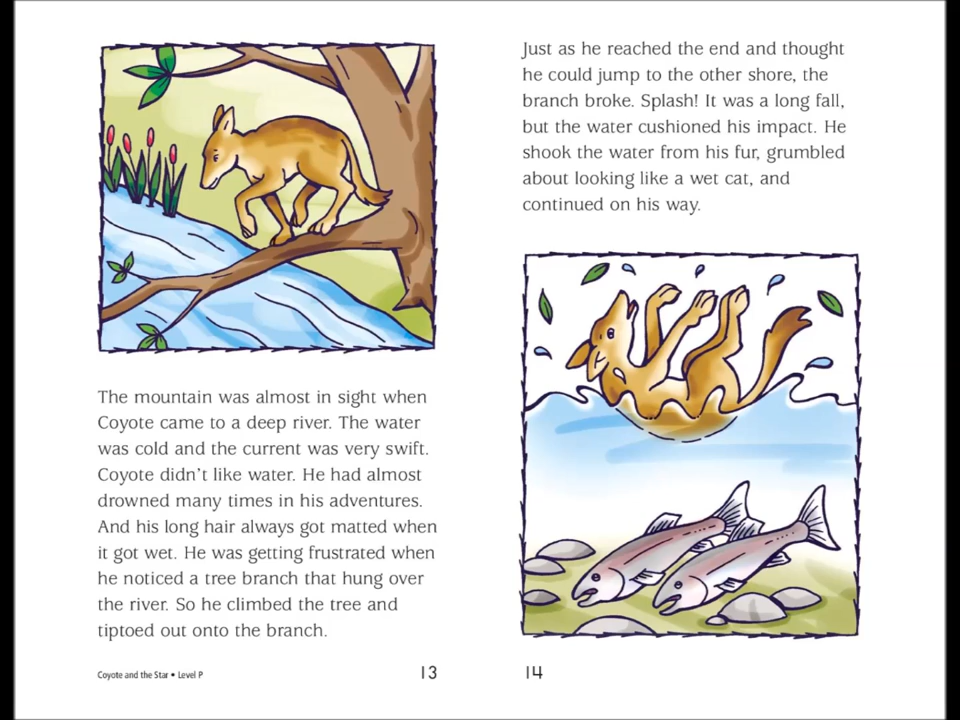 The mountain was almost in sight when
Coyote came to a deep river. The water
was cold and the current was very swift.
Coyote didn't like water. He had almost
drowned many times in his adventures.
And his long hair always got matted when
it got wet. He was getting frustrated when
he noticed a tree branch that hung over
the river. So he climbed the tree and
tiptoed out onto the branch.
Coyote and the Star • Level P
13
Just as he reached the end and thought
he could jump to the other shore, the
branch broke. Splash! It was a long fall,
but the water cushioned his impact. He
shook the water from his fur, grumbled
about looking like a wet cat, and
continued on his way.
14